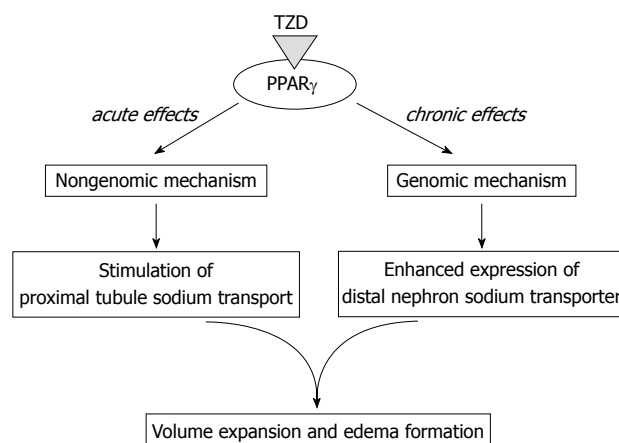 TZD
PPARγ
acute effects
chronic effects
Nongenomic mechanism
Genomic mechanism
Stimulation of
proximal tubule sodium transport
Enhanced expression of
distal nephron sodium transporter
Volume expansion and edema formation